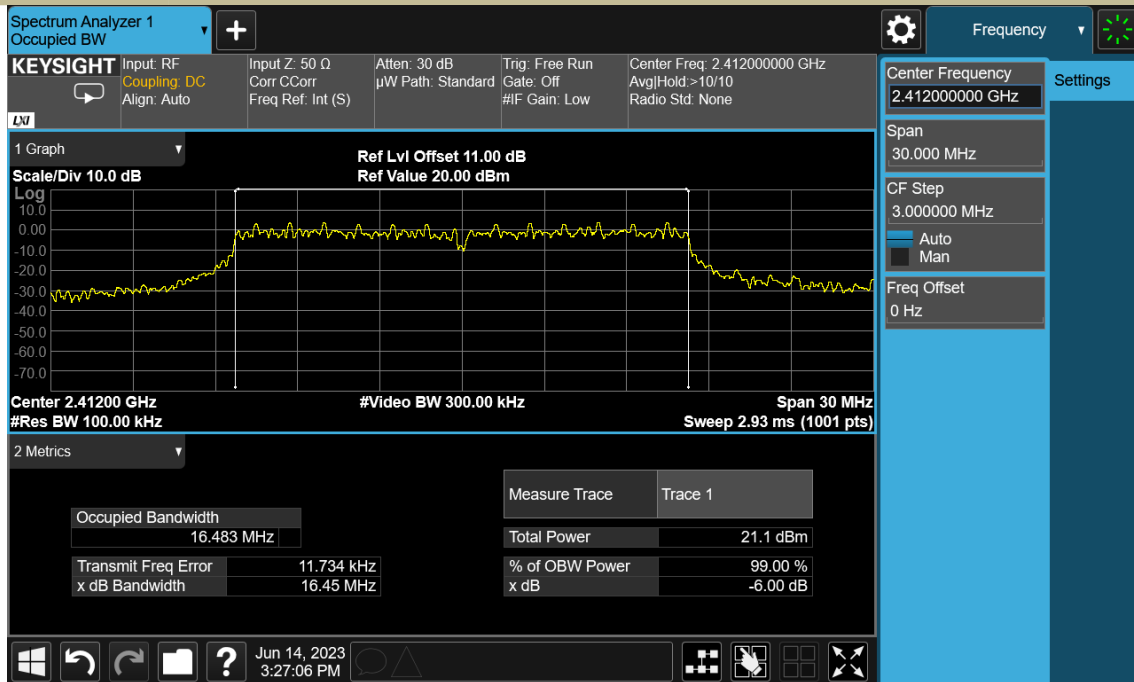 Spectrum Analyzer 1
Occupied BW
Frequency
KEYSIGHT
LXI
Input: RF
Coupling: DC
Align: Auto
Input Z: 50 Ω
Corr CCorr
Freq Ref: Int (S)
Atten: 30 dB
µW Path: Standard
Trig: Free Run
Gate: Off
#IF Gain: Low
Center Freq: 2.412000000 GHz
Avg|Hold:>10/10
Radio Std: None
Center Frequency
2.412000000 GHz
Settings
Span
30.000 MHz
CF Step
3.000000 MHz
Auto
Man
Freq Offset
0 Hz
1 Graph
Scale/Div 10.0 dB
Ref Lvl Offset 11.00 dB
Ref Value 20.00 dBm
Log
10.0
0.00
-10.0
-20.0
-30.0
-40.0
-50.0
-60.0
-70.0
Center 2.41200 GHz
#Res BW 100.00 kHz
#Video BW 300.00 kHz
Span 30 MHz
Sweep 2.93 ms (1001 pts)
2 Metrics
Occupied Bandwidth
16.483 MHz
Transmit Freq Error 11.734 kHz
x dB Bandwidth 16.45 MHz
Measure Trace Trace 1
Total Power 21.1 dBm
% of OBW Power 99.00 %
x dB -6.00 dB
?
Jun 14, 2023
3:27:06 PM